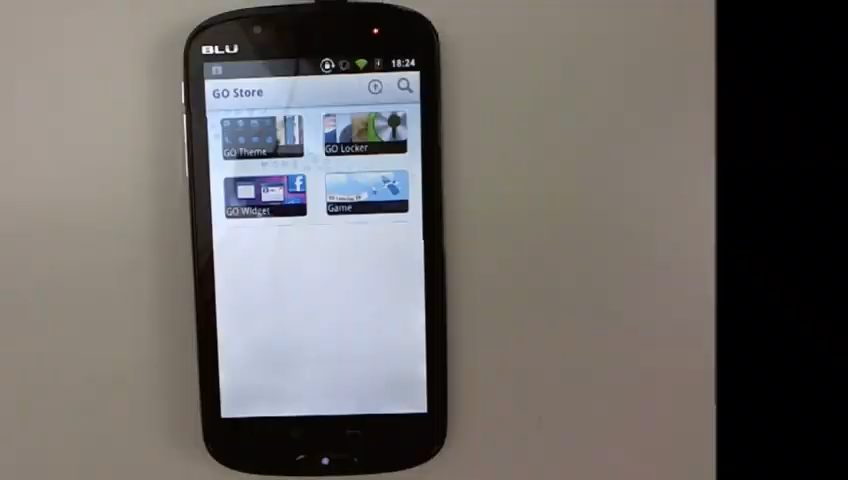 BLU
18:24
GO Store
GO Theme
GO Locker
GO Widget
Game